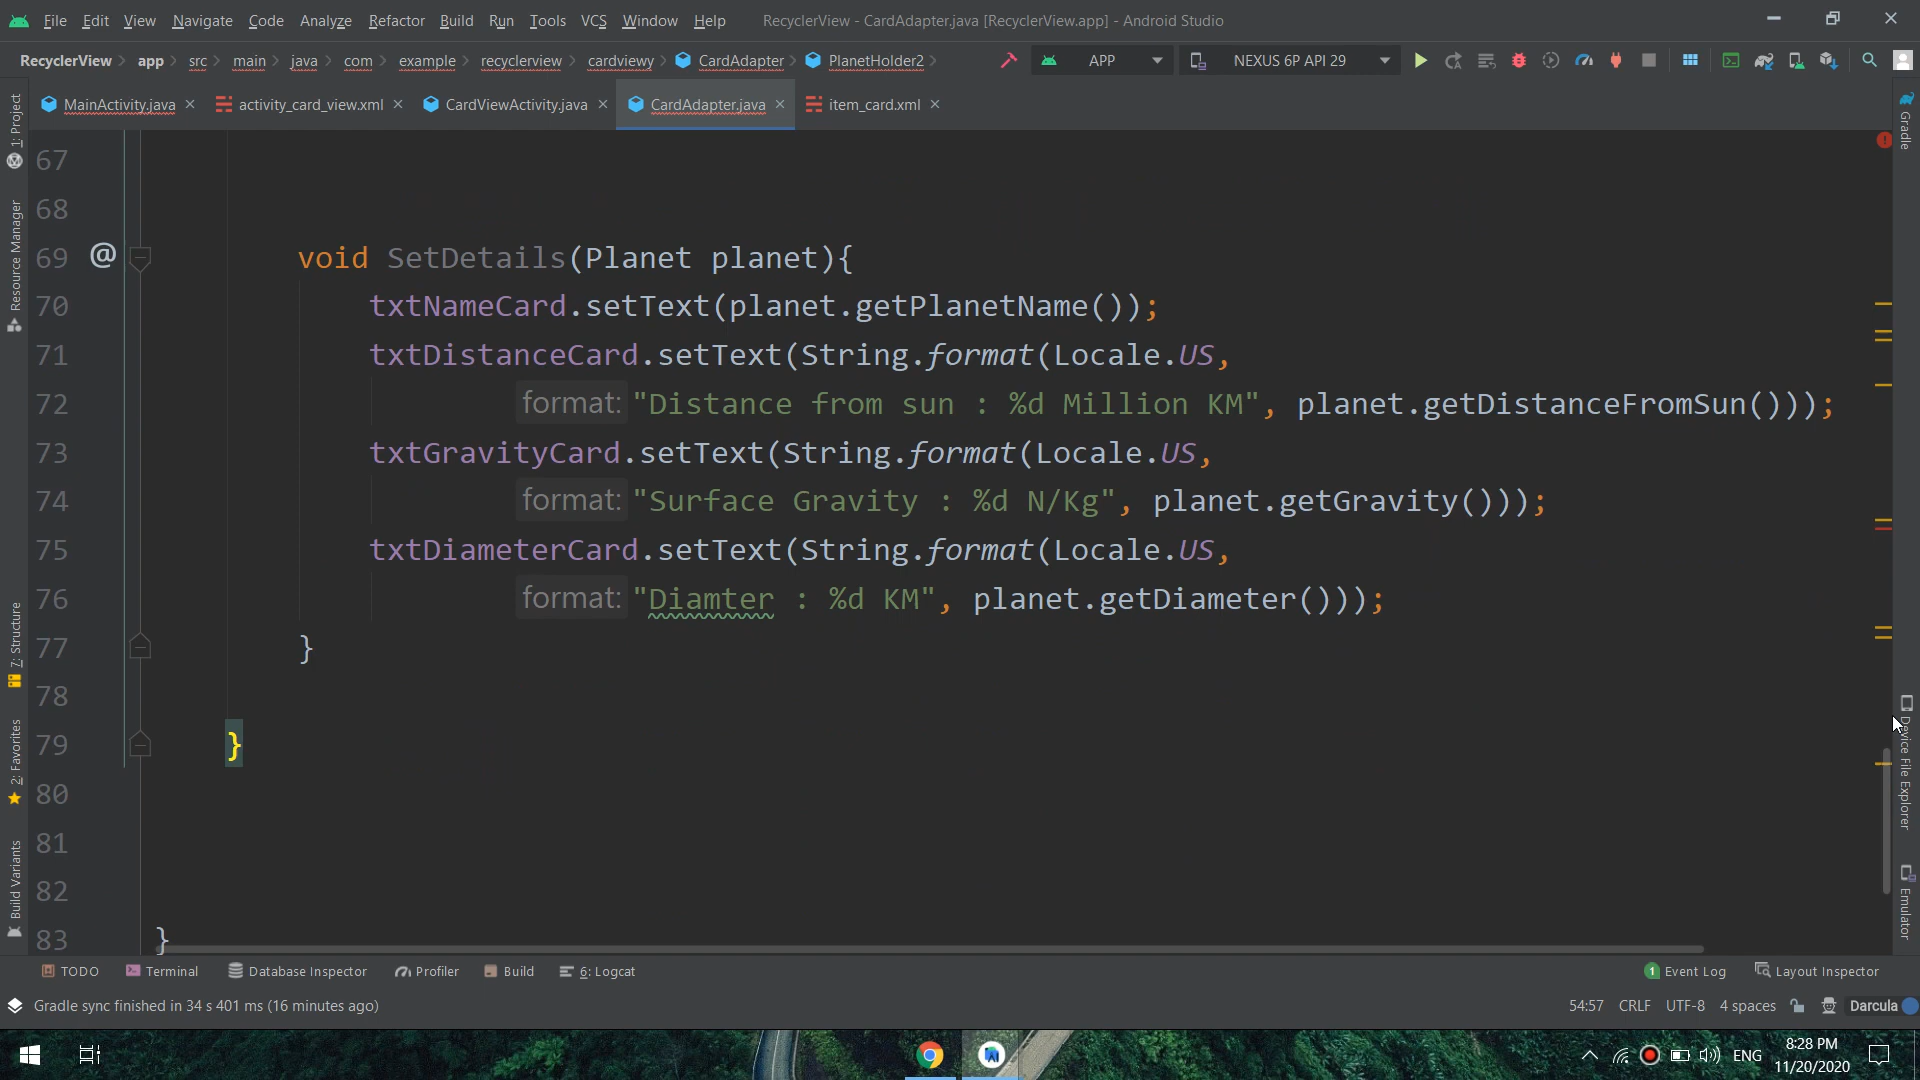 File Edit View Navigate Code Analyze Refactor Build Run Tools VCS Window Help RecyclerView - CardAdapter.java [RecyclerView.app] - Android Studio
RecyclerView app src main java com example recyclerview cardviewy CardAdapter PlanetHolder2 APP NEXUS 6P API 29
MainActivity.java activity_card_view.xml CardViewActivity.java CardAdapter.java item_card.xml
1: Project
Resource Manager
7: Structure
2: Favorites
Build Variants
67
68
69 @ void SetDetails(Planet planet){
70 txtNameCard.setText(planet.getPlanetName());
71 txtDistanceCard.setText(String.format(Locale.US,
72 format: "Distance from sun : %d Million KM", planet.getDistanceFromSun()));
73 txtGravityCard.setText(String.format(Locale.US,
74 format: "Surface Gravity : %d N/Kg", planet.getGravity()));
75 txtDiameterCard.setText(String.format(Locale.US,
76 format: "Diamter : %d KM", planet.getDiameter()));
77 }
78
79 }
80
81
82
83 }
Gradle
Device File Explorer
Emulator
TODO Terminal Database Inspector Profiler Build 6: Logcat 1 Event Log Layout Inspector
Gradle sync finished in 34 s 401 ms (16 minutes ago) 54:57 CRLF UTF-8 4 spaces Darcula
ENG 8:28 PM
11/20/2020